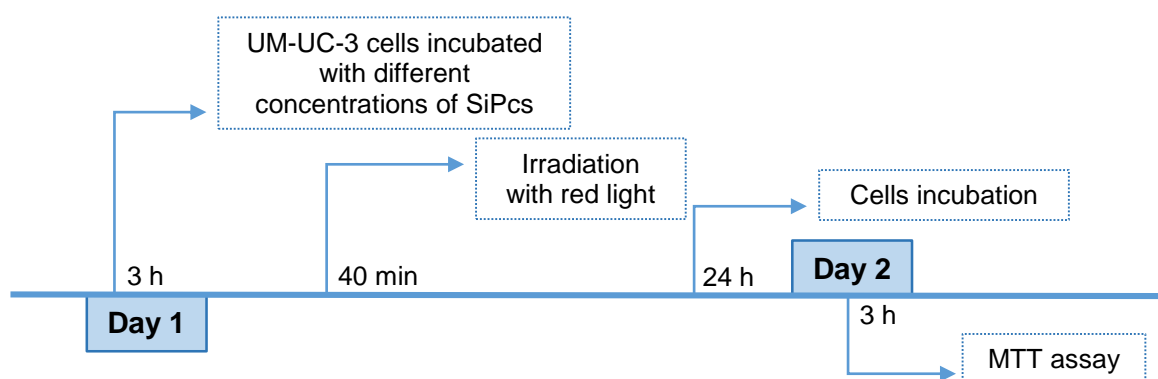 UM-UC-3 cells incubated
with different
concentrations of SiPcs
Irradiation
with red light
Cells incubation
3 h
40 min
24 h
Day 2
Day 1
3 h
MTT assay